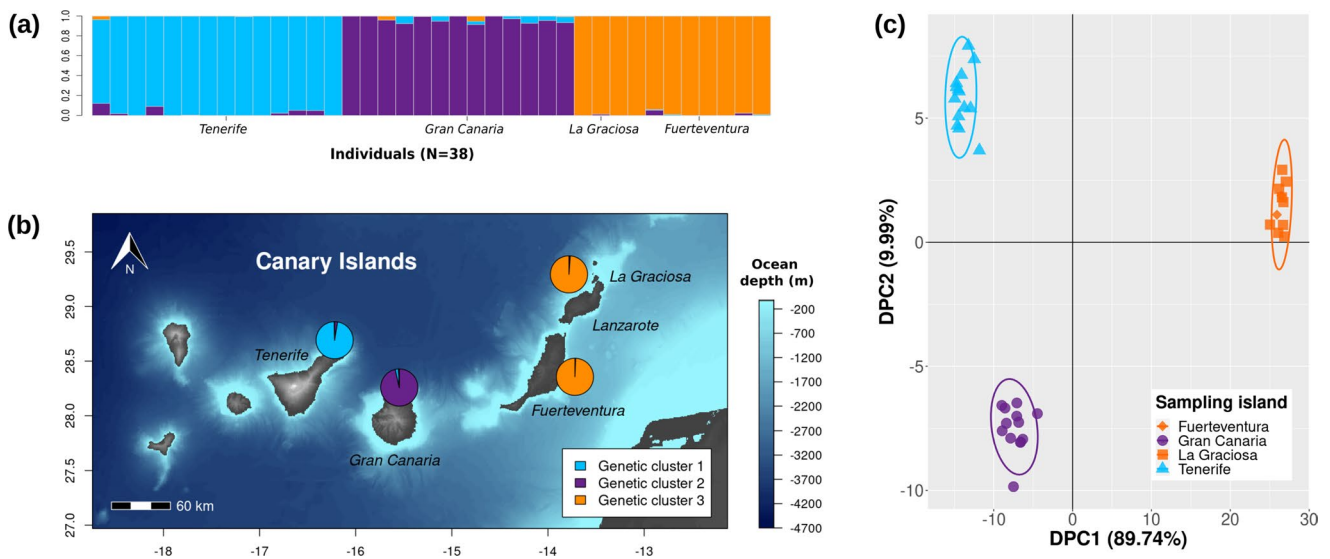 (a)
1.0
0.8
0.6
0.4
0.2
0.0
Tenerife
Gran Canaria
La Graciosa
Fuerteventura
Individuals (N=38)
(b)
29.5
29.0
28.5
28.0
27.5
27.0
N
Canary Islands
La Graciosa
Lanzarote
Tenerife
Fuerteventura
Gran Canaria
Genetic cluster 1
Genetic cluster 2
Genetic cluster 3
60 km
-18
-17
-16
-15
-14
-13
Ocean
depth (m)
-200
-700
-1200
-1700
-2200
-2700
-3200
-3700
-4200
-4700
(c)
DPC2 (9.99%)
5
0
-5
-10
Sampling island
Fuerteventura
Gran Canaria
La Graciosa
Tenerife
-10
0
10
20
30
DPC1 (89.74%)